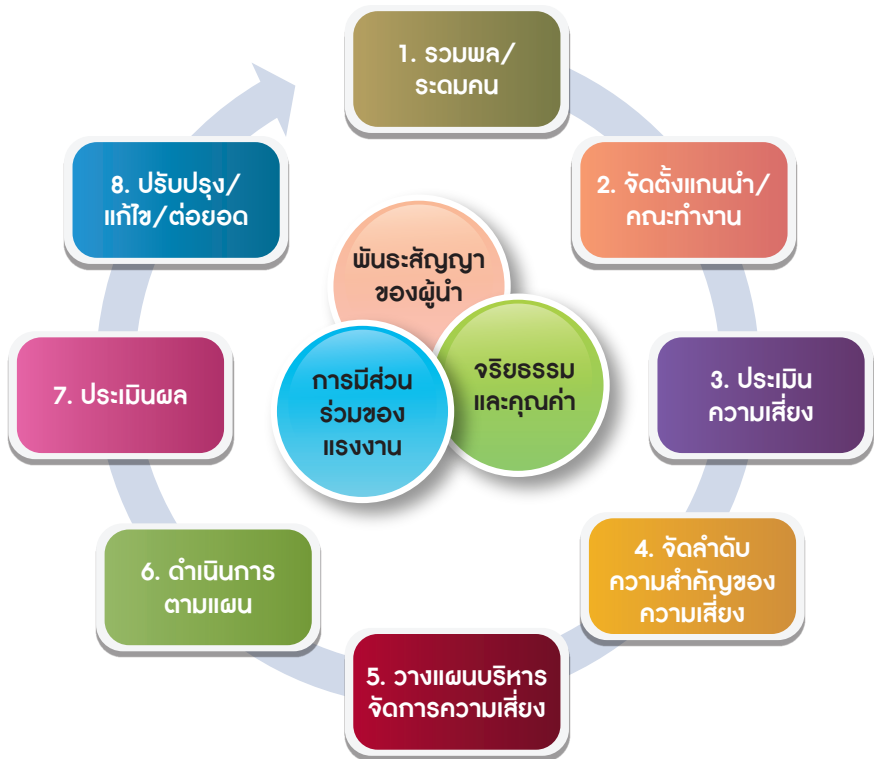 1. รวมพล/
ระดมคน
2. จัดตั้งแกนนำ/
คณะทำงาน
3. ประเมิน
ความเสี่ยง
4. จัดลำดับ
ความสำคัญของ
ความเสี่ยง
5. วางแผนบริหาร
จัดการความเสี่ยง
6. ดำเนินการ
ตามแผน
7. ประเมินผล
8. ปรับปรุง/
แก้ไข/ต่อยอด
พันธะสัญญา
ของผู้นำ
จริยธรรม
และคุณค่า
การมีส่วน
ร่วมของ
แรงงาน